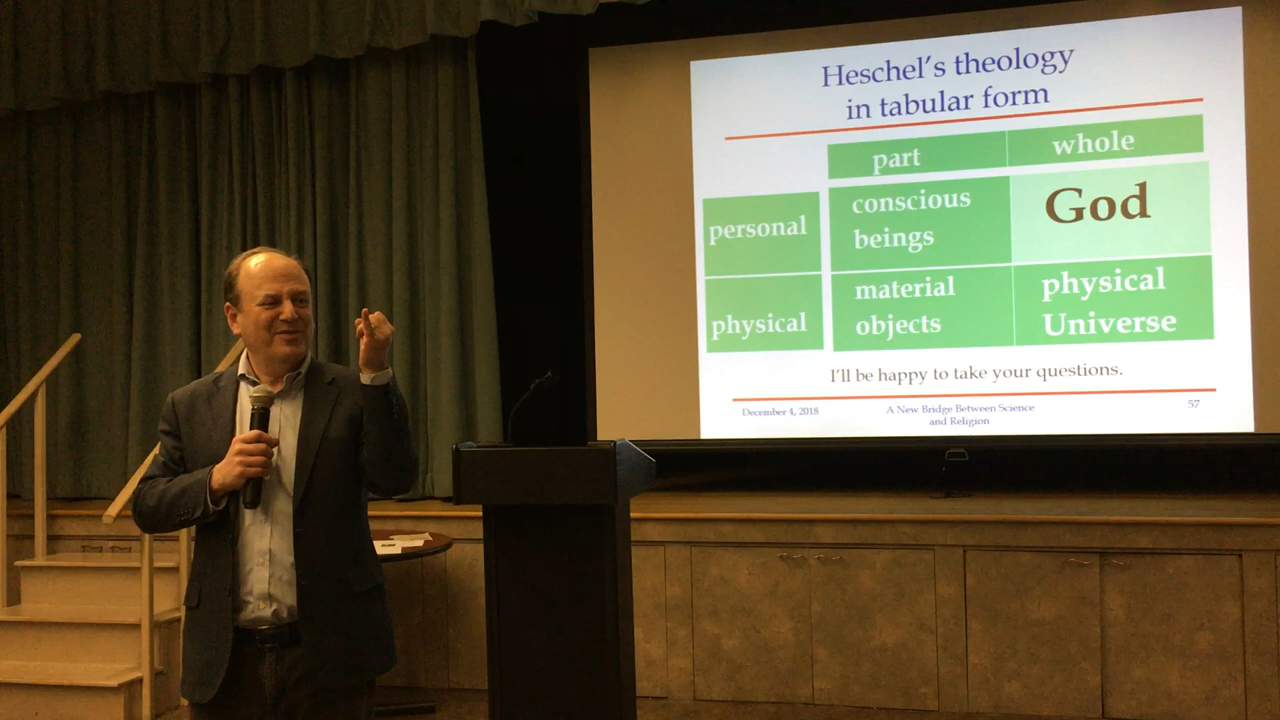 Heschel's theology
in tabular form
part whole
personal
conscious
beings
God
physical
material
objects
physical
Universe
I'll be happy to take your questions.
December 4, 2018
A New Bridge Between Science
and Religion
57